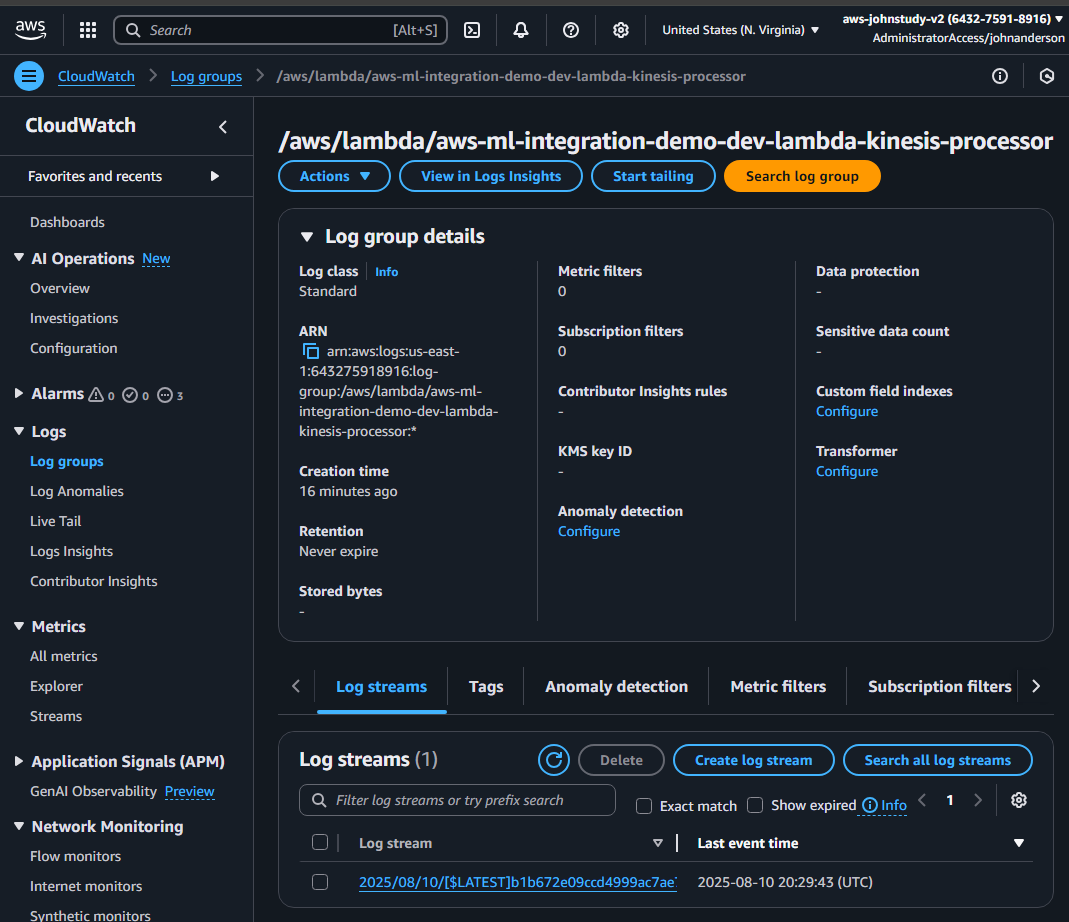 aws
Search [Alt+S]
United States (N. Virginia)
aws-johnstudy-v2 (6432-7591-8916)
AdministratorAccess/johnanderson
CloudWatch
Log groups
/aws/lambda/aws-ml-integration-demo-dev-lambda-kinesis-processor
CloudWatch
Favorites and recents
Dashboards
AI Operations New
Overview
Investigations
Configuration
Alarms 0 0 3
Logs
Log groups
Log Anomalies
Live Tail
Logs Insights
Contributor Insights
Metrics
All metrics
Explorer
Streams
Application Signals (APM)
GenAI Observability Preview
Network Monitoring
Flow monitors
Internet monitors
Synthetic monitors
/aws/lambda/aws-ml-integration-demo-dev-lambda-kinesis-processor
Actions
View in Logs Insights
Start tailing
Search log group
Log group details
Log class Info
Standard
ARN
arn:aws:logs:us-east-
1:643275918916:log-
group:/aws/lambda/aws-ml-
integration-demo-dev-lambda-
kinesis-processor:*
Creation time
16 minutes ago
Retention
Never expire
Stored bytes
-
Metric filters
0
Subscription filters
0
Contributor Insights rules
-
KMS key ID
-
Anomaly detection
Configure
Data protection
-
Sensitive data count
-
Custom field indexes
Configure
Transformer
Configure
Log streams
Tags
Anomaly detection
Metric filters
Subscription filters
Log streams (1)
Delete
Create log stream
Search all log streams
Filter log streams or try prefix search
Exact match
Show expired
Info
1
Log stream
Last event time
2025/08/10/[$LATEST]b1b672e09ccd4999ac7ae
2025-08-10 20:29:43 (UTC)